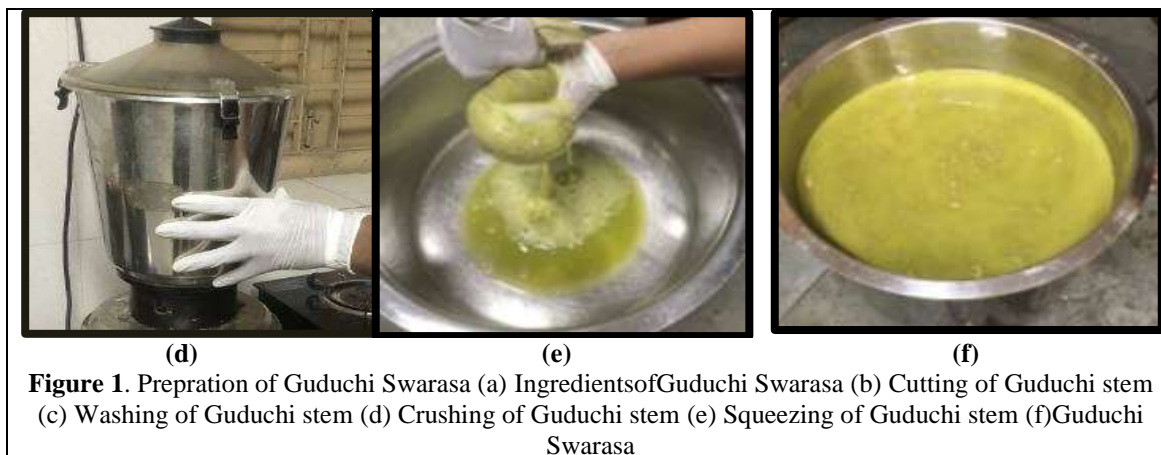 (d) (e) (f)
Figure 1. Prepration of Guduchi Swarasa (a) IngredientsofGuduchi Swarasa (b) Cutting of Guduchi stem
(c) Washing of Guduchi stem (d) Crushing of Guduchi stem (e) Squeezing of Guduchi stem (f)Guduchi
Swarasa